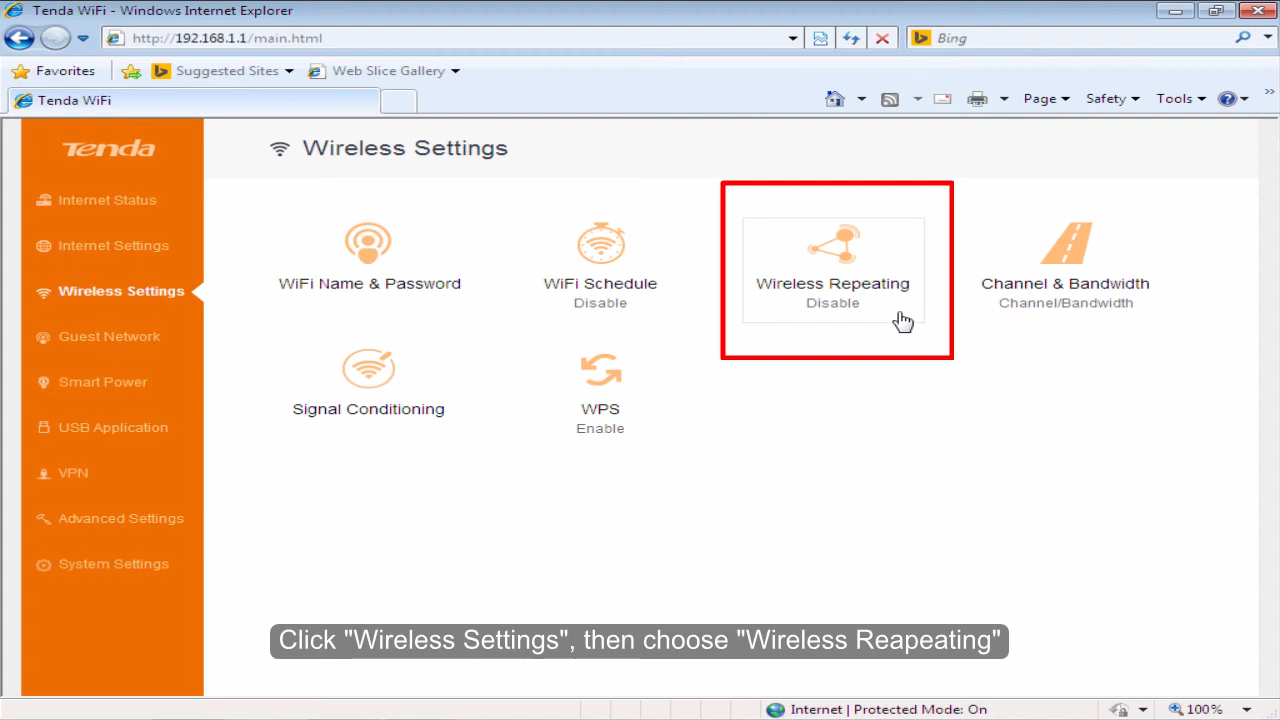 Tenda WiFi - Windows Internet Explorer
http://192.168.1.1/main.html
Bing
Favorites
Suggested Sites
Web Slice Gallery
Tenda WiFi
Page
Safety
Tools
Tenda
Internet Status
Internet Settings
Wireless Settings
Guest Network
Smart Power
USB Application
VPN
Advanced Settings
System Settings
Wireless Settings
WiFi Name & Password
WiFi Schedule
Disable
Wireless Repeating
Disable
Channel & Bandwidth
Channel/Bandwidth
Signal Conditioning
WPS
Enable
Click "Wireless Settings", then choose "Wireless Reapeating"
Internet | Protected Mode: On
100%